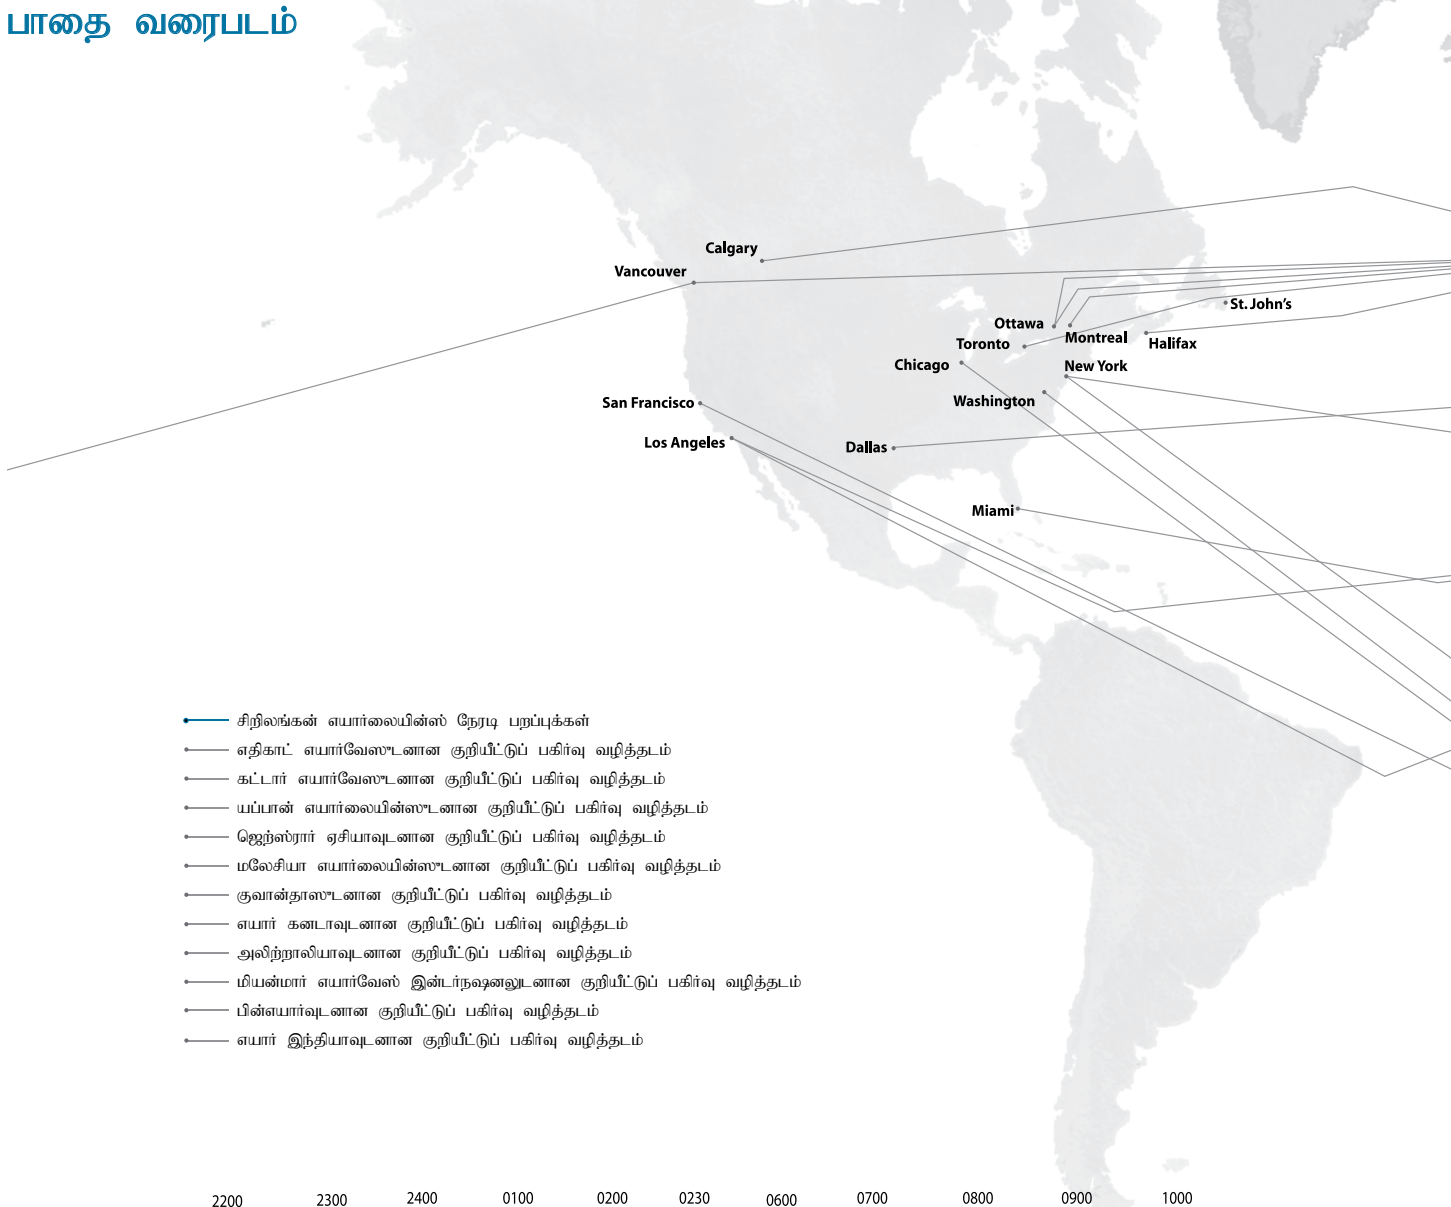 பாதை வரைபடம்
Calgary
Vancouver
St. John's
Ottawa
Toronto
Montreal
Halifax
Chicago
New York
Washington
San Francisco
Los Angeles
Dallas
Miami
சிறிலங்கன் எயார்லையின்ஸ் நேரடி பறப்புக்கள்
எதிகாட் எயார்வேஸுடனான குறியீட்டுப் பகிர்வு வழித்தடம்
கட்டார் எயார்வேஸுடனான குறியீட்டுப் பகிர்வு வழித்தடம்
யப்பான் எயார்லையின்ஸுடனான குறியீட்டுப் பகிர்வு வழித்தடம்
ஜெற்ஸ்ரார் ஏசியாவுடனான குறியீட்டுப் பகிர்வு வழித்தடம்
மலேசியா எயார்லையின்ஸுடனான குறியீட்டுப் பகிர்வு வழித்தடம்
குவான்தாஸுடனான குறியீட்டுப் பகிர்வு வழித்தடம்
எயார் கனடாவுடனான குறியீட்டுப் பகிர்வு வழித்தடம்
அலிற்றாலியாவுடனான குறியீட்டுப் பகிர்வு வழித்தடம்
மியன்மார் எயார்வேஸ் இன்டர்நஷனலுடனான குறியீட்டுப் பகிர்வு வழித்தடம்
பின்எயார்வுடனான குறியீட்டுப் பகிர்வு வழித்தடம்
எயார் இந்தியாவுடனான குறியீட்டுப் பகிர்வு வழித்தடம்
2200 2300 2400 0100 0200 0230 0600 0700 0800 0900 1000